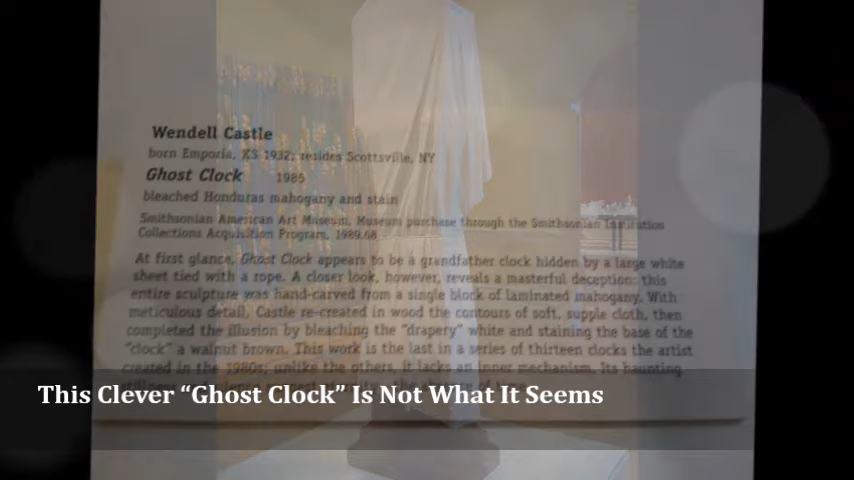 Wendell Castle
born Emporia, KS 1932; resides Scottsville, NY
Ghost Clock 1985
bleached Honduras mahogany and stain
Smithsonian American Art Museum, Museum purchase through the Smithsonian Institution
Collections Acquisition Program, 1989.68
At first glance, Ghost Clock appears to be a grandfather clock hidden by a large white
sheet tied with a rope. A closer look, however, reveals a masterful deception: this
entire sculpture was hand-carved from a single block of laminated mahogany. With
meticulous detail, Castle re-created in wood the contours of soft, supple cloth, then
completed the illusion by bleaching the "drapery" white and staining the base of the
"clock" a walnut brown. This work is the last in a series of thirteen clocks the artist
created in the 1980s; unlike the others, it lacks an inner mechanism. Its haunting
This Clever “Ghost Clock” Is Not What It Seems